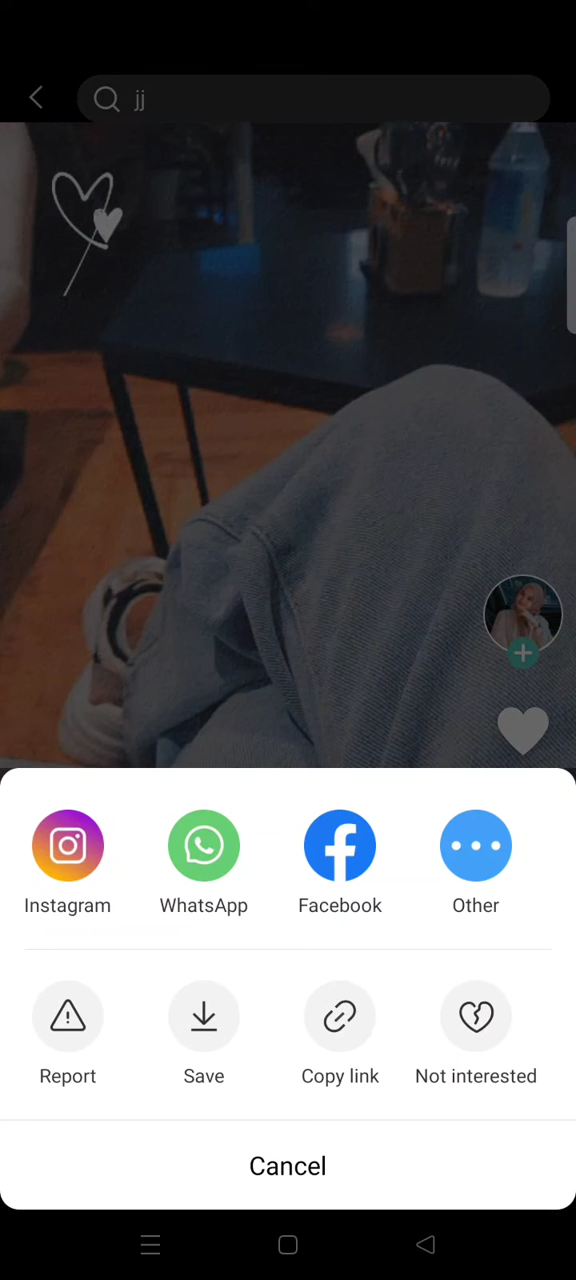 jj
Instagram
WhatsApp
Facebook
Other
Report
Save
Copy link
Not interested
Cancel